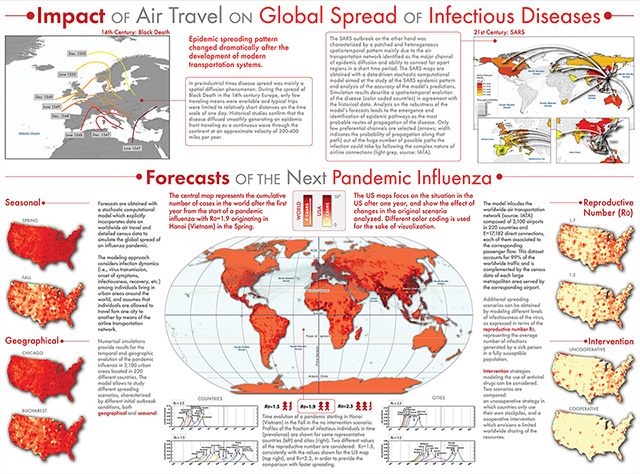 Impact of Air Travel on Global Spread of Infectious Diseases
14th Century: Black Death
Dec. 1350
June 1350
Dec. 1349
June 1349
Dec. 1348
June 1348
Dec. 1347
June 1347
Atlantic Ocean
Epidemic spreading pattern
changed dramatically after the
development of modern
transportation systems.
In pre-industrial times disease spread was mainly a
spatial diffusion phenomenon. During the spread of
Black Death in the 14th century Europe, only few
traveling means were available and typical trips
were limited to relatively short distances on the time
scale of one day. Historical studies confirm that the
disease diffused smoothly generating an epidemic
front traveling as a continuous wave through the
continent at an approximate velocity of 200-400
miles per year.
The SARS outbreak on the other hand was
characterized by a patched and heterogeneous
spatiotemporal pattern mainly due to the air
transportation network identified as the major channel
of epidemic diffusion and ability to connect far apart
regions in a short time period. The SARS maps are
obtained with a data-driven stochastic computational
model aimed at the study of the SARS epidemic pattern
and analysis of the accuracy of the model's predictions.
Simulation results describe a spatiotemporal evolution
of the disease (color coded countries) in agreement
with the historical data. Analysis on the robustness of
the model's forecasts leads to the emergence and
identification of epidemic pathways as the most
probable routes of propagation of the disease. Only
few preferential channels are selected (arrows; width
indicates the probability of propagation along that
path) out of the huge number of possible paths the
infection could take by following the complex nature
of airline connections (light grey, source: IATA).
21st Century: SARS
Forecasts of the Next Pandemic Influenza
Seasonal
SPRING
FALL
Geographical
CHICAGO
BUCHAREST
Forecasts are obtained with
a stochastic computational
model which explicitly
incorporates data on
worldwide air travel and
detailed census data to
simulate the global spread of
an influenza pandemic.
The modeling approach
considers infection dynamics
(i.e., virus transmission,
onset of symptoms,
infectiousness, recovery, etc.)
among individuals living in
urban areas around the
world, and assumes that
individuals are allowed to
travel from one city to
another by means of the
airline transportation
network.
Numerical simulations
provide results for the
temporal and geographic
evolution of the pandemic
influenza in 3,100 urban
areas located in 220
different countries. The
model allows to study
different spreading
scenarios, characterized
by different initial outbreak
conditions, both
geographical and seasonal.
The central map represents the cumulative
number of cases in the world after the first
year from the start of a pandemic
influenza with R0=1.9 originating in
Hanoi (Vietnam) in the Spring.
WORLD
# cases
USA
# cases
The US maps focus on the situation in the
US after one year, and show the effect of
changes in the original scenario
analyzed. Different color coding is used
for the sake of visualization.
COUNTRIES
R0=1.5
R0=1.9
R0=2.3
CITIES
Time evolution of a pandemic starting in Hanoi
(Vietnam) in the Fall in the no intervention scenario.
Profiles of the fraction of infectious individuals in time
(prevalence) are shown for some representative
countries (left) and cities (right). Two different values
of the reproductive number are considered: R0=1.5,
consistently with the values shown for the US map
(top right), and R0=2.3, in order to provide the
comparison with faster spreading.
The model includes the
worldwide air transportation
network (source: IATA)
composed of 3,100 airports
in 220 countries and
E=17,182 direct connections,
each of them associated to
the corresponding
passenger flow. This dataset
accounts for 99% of the
worldwide traffic and is
complemented by the census
data of each large
metropolitan area served by
the corresponding airport.
Additional spreading
scenarios can be obtained
by modeling different levels
of infectiousness of the virus,
as expressed in terms of the
reproductive number R0,
representing the average
number of infections
generated by a sick person
in a fully susceptible
population.
Intervention strategies
modeling the use of antiviral
drugs can be considered.
Two scenarios are
compared:
an uncooperative strategy in
which countries only use
their own stockpiles, and a
cooperative intervention
which envisions a limited
worldwide sharing of the
resources.
Reproductive
Number (R0)
1.7
1.5
Intervention
UNCOOPERATIVE
COOPERATIVE